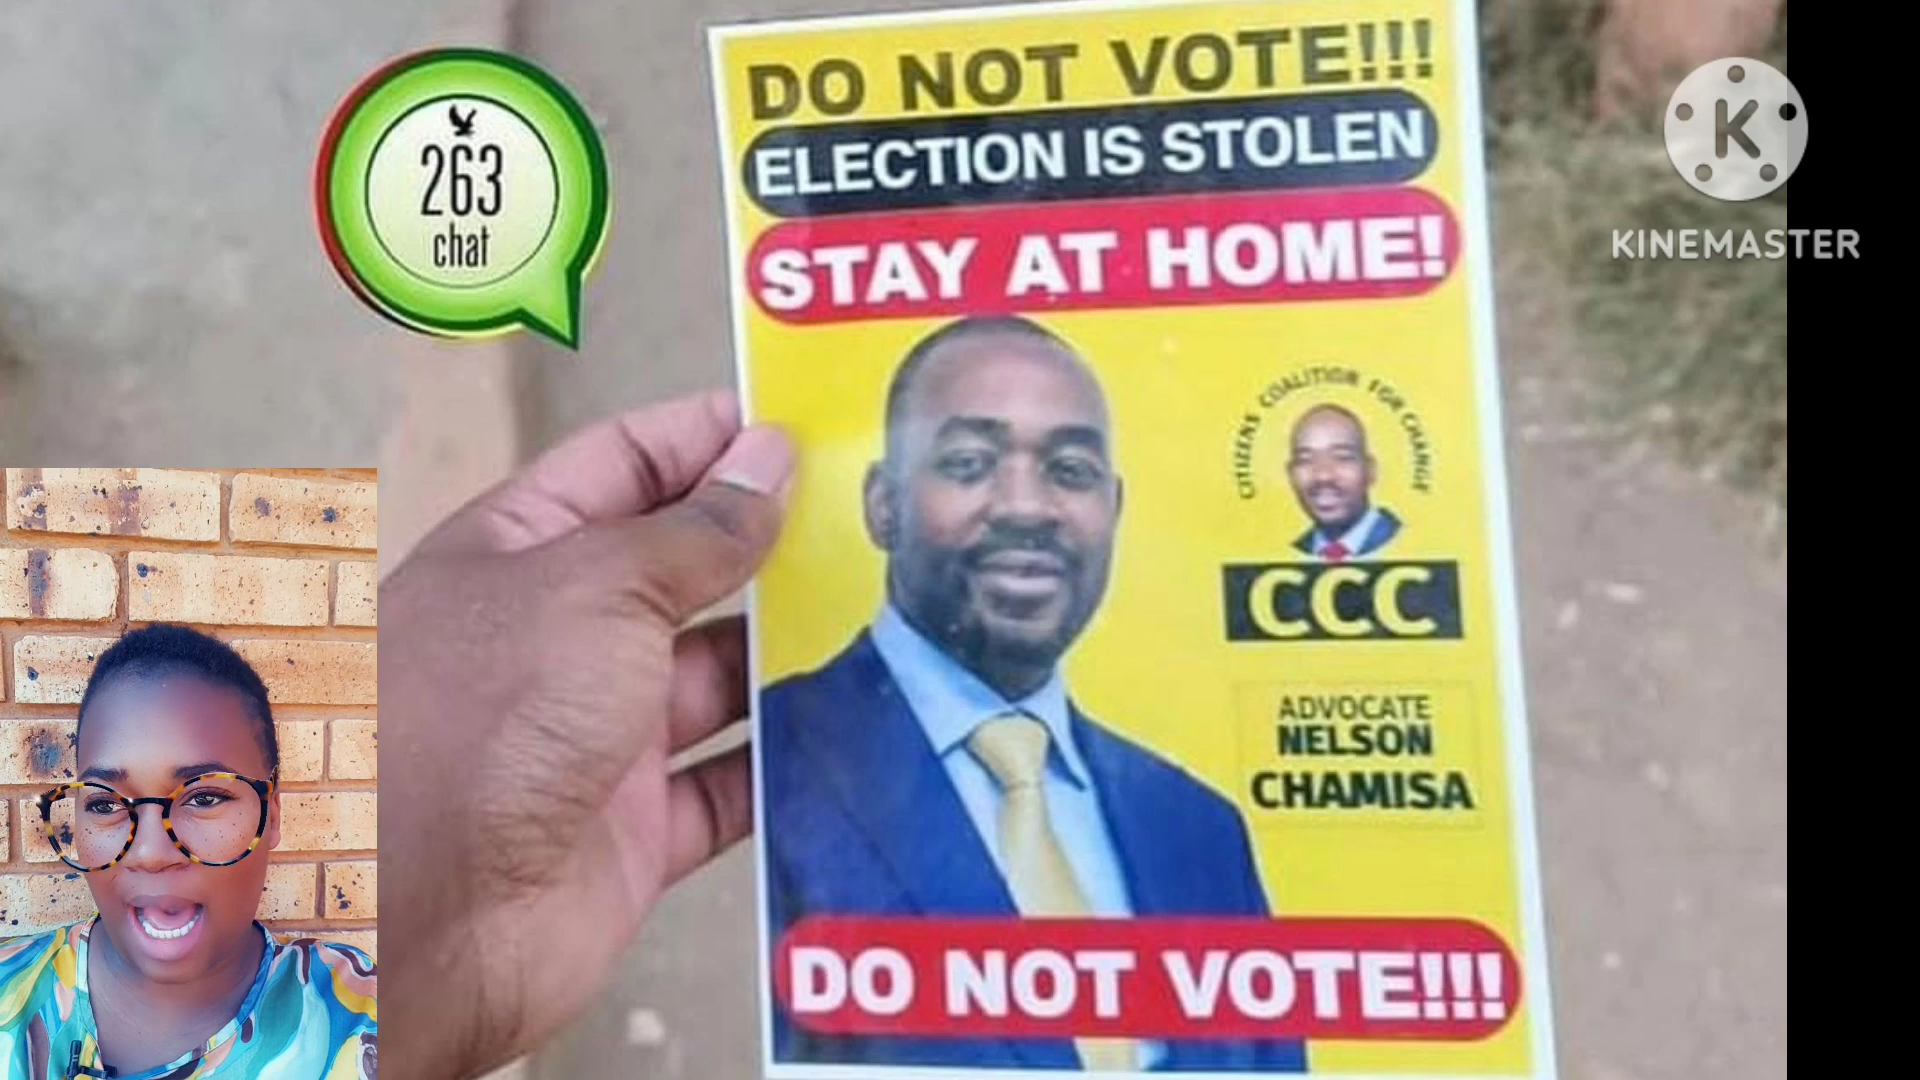 263
chat
DO NOT VOTE!!!
ELECTION IS STOLEN
STAY AT HOME!
CITIZENS COALITION FOR CHANGE
CCC
ADVOCATE
NELSON
CHAMISA
DO NOT VOTE!!!
K
KINEMASTER